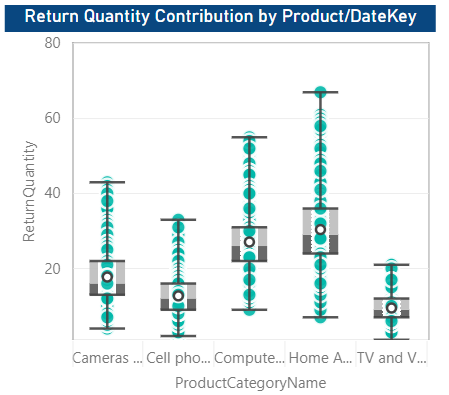 Return Quantity Contribution by Product/DateKey
80
60
40
20
ReturnQuantity
Cameras ... Cell pho... Compute... Home A... TV and V...
ProductCategoryName